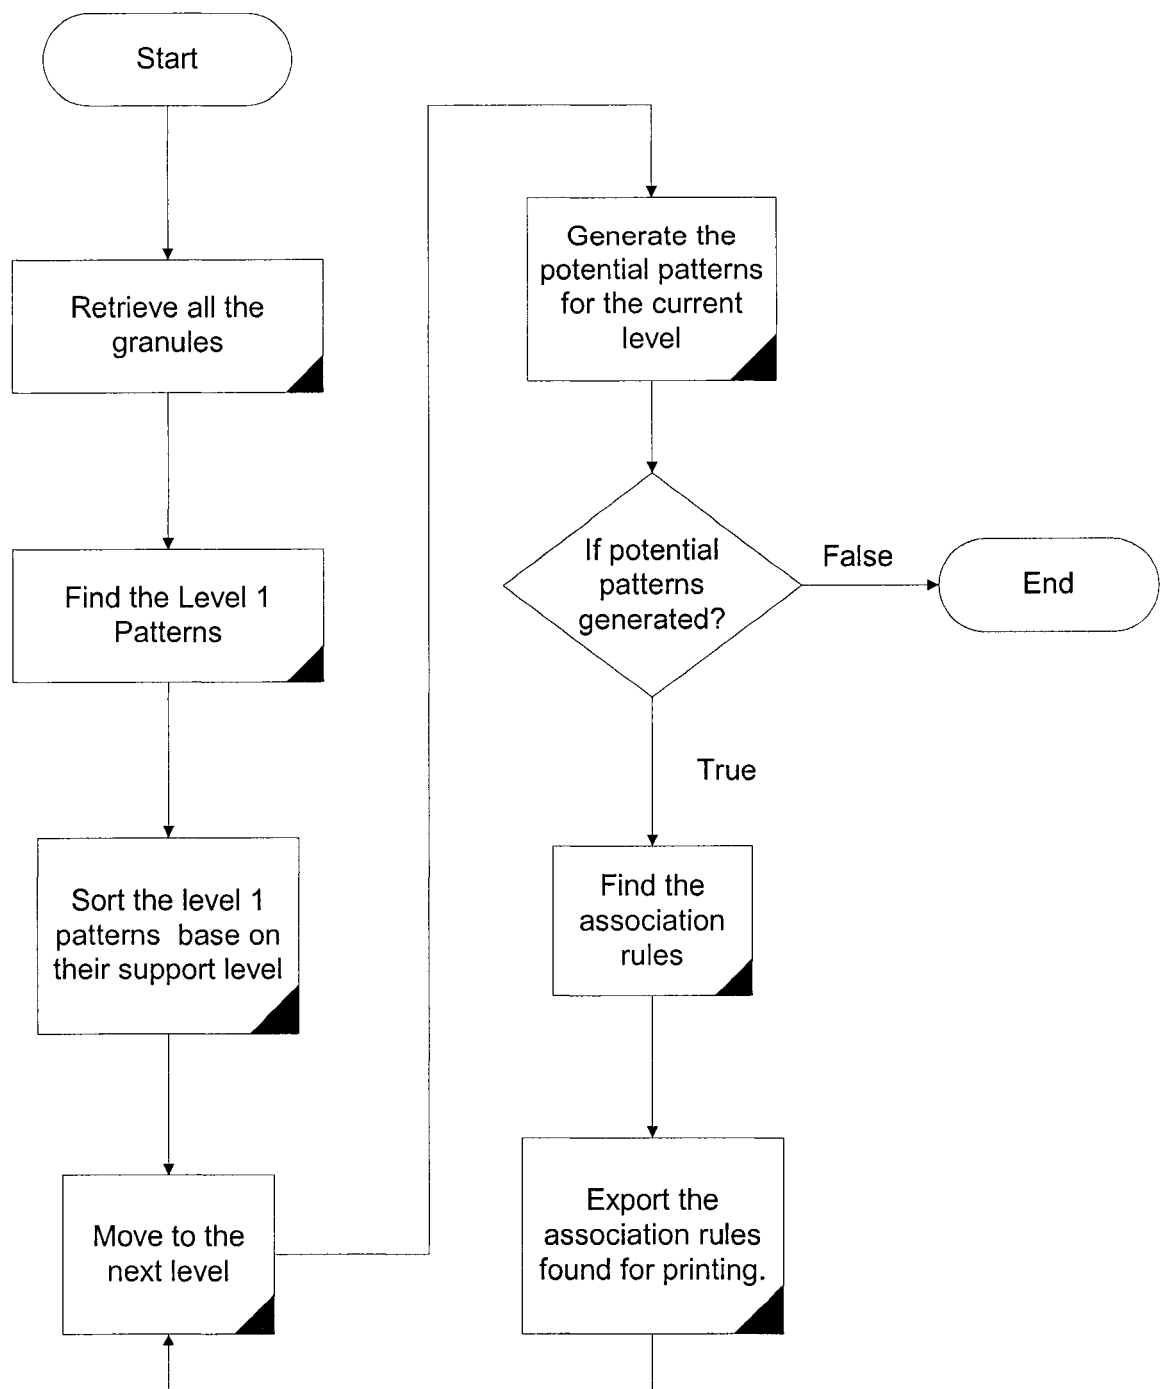 Start
Retrieve all the
granules
Find the Level 1
Patterns
Sort the level 1
patterns base on
their support level
Move to the
next level
Generate the
potential patterns
for the current
level
If potential
patterns
generated?
False
End
True
Find the
association
rules
Export the
association rules
found for printing.